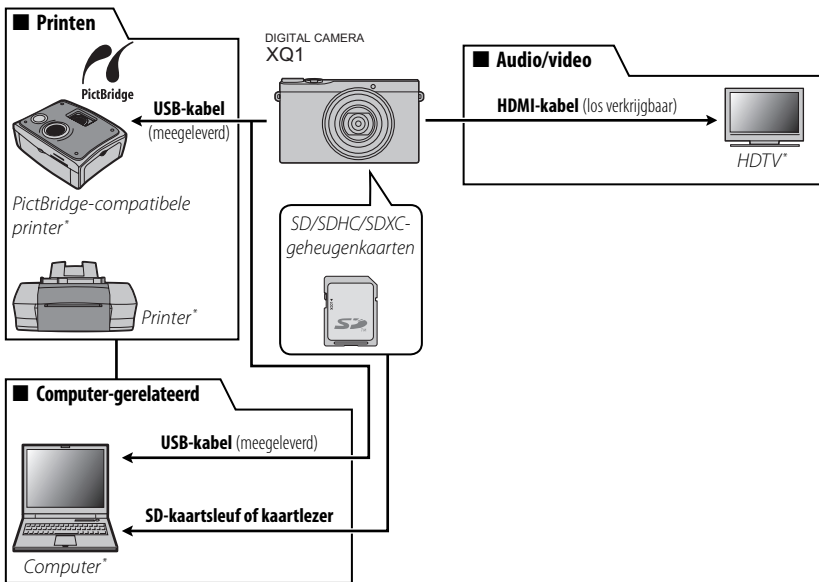 ■ Printen
PictBridge
USB-kabel
(meegeleverd)
PictBridge-compatibele
printer*
Printer*
DIGITAL CAMERA
XQ1
SD/SDHC/SDXC-
geheugenkaarten
SD
■ Audio/video
HDMI-kabel (los verkrijgbaar)
HDTV*
■ Computer-gerelateerd
USB-kabel (meegeleverd)
SD-kaartsleuf of kaartlezer
Computer*